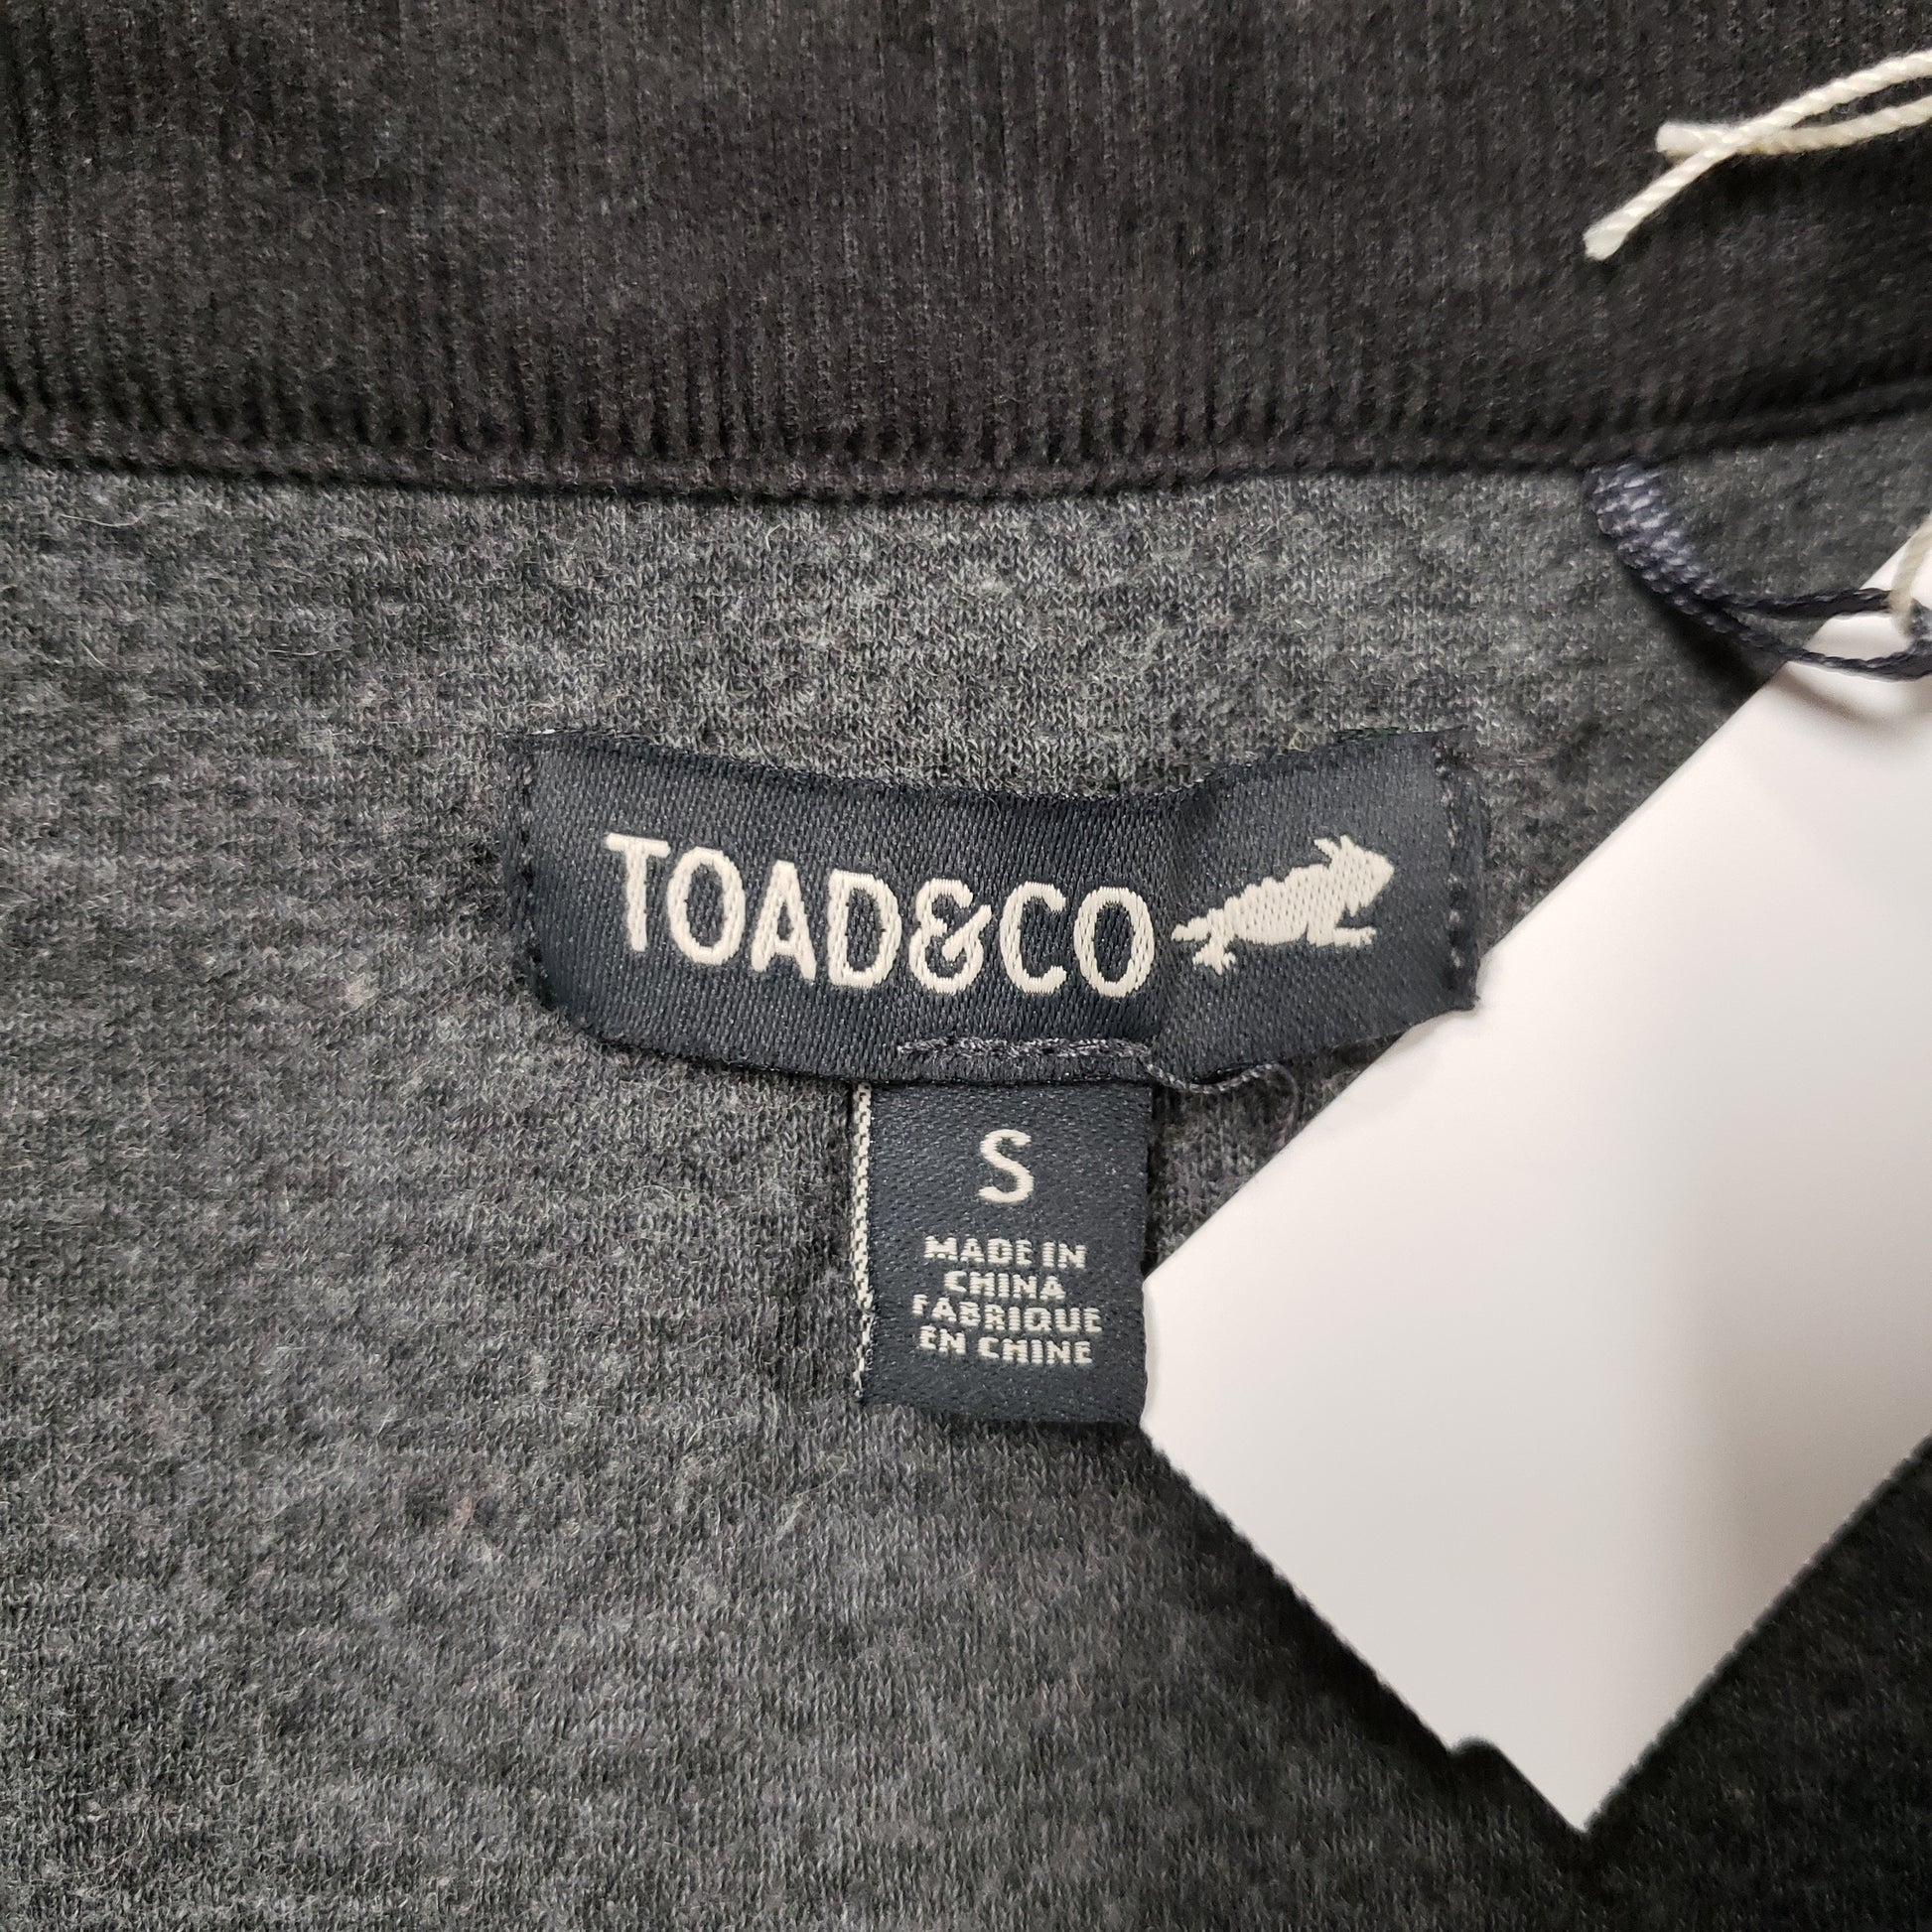 TOAD&CO
S
MADE IN
CHINA
FABRIQUE
EN CHINE